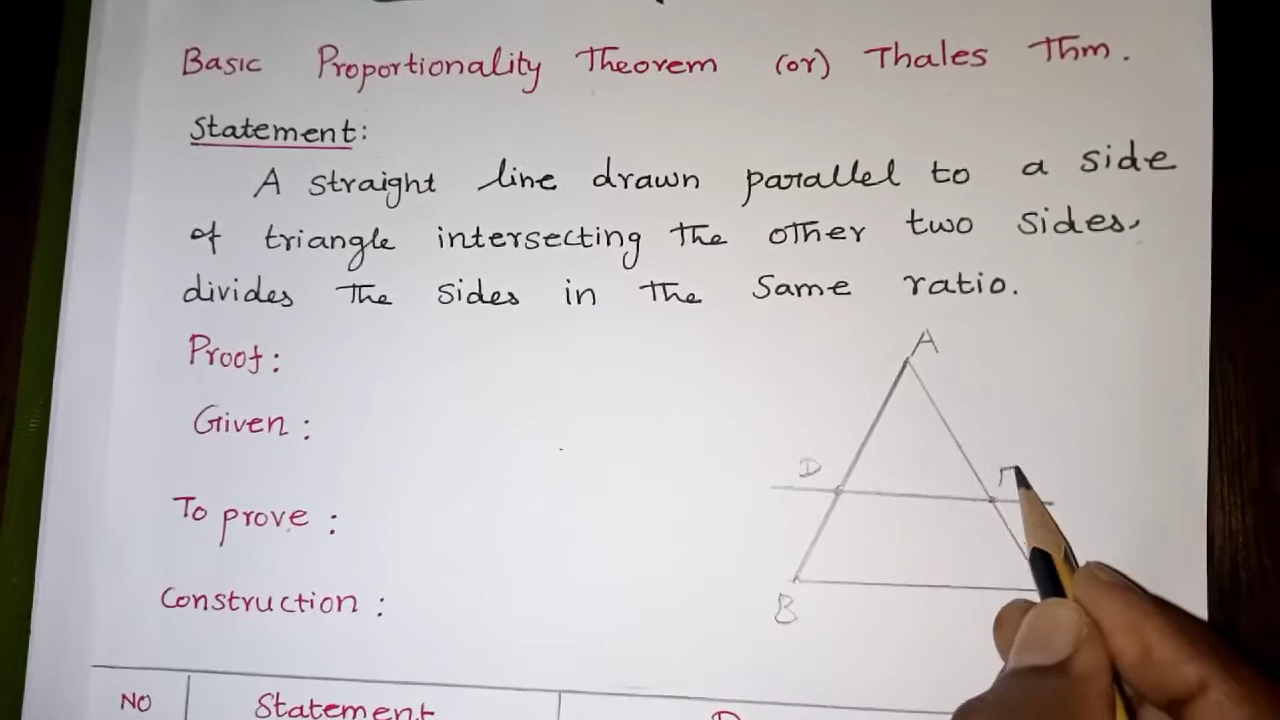 Basic Proportionality Theorem (or) Thales Thm.
Statement:
A straight line drawn parallel to a side
of triangle intersecting the other two sides,
divides the sides in the same ratio.
Proof:
Given:
To prove:
Construction:
A
D
B
No Statement